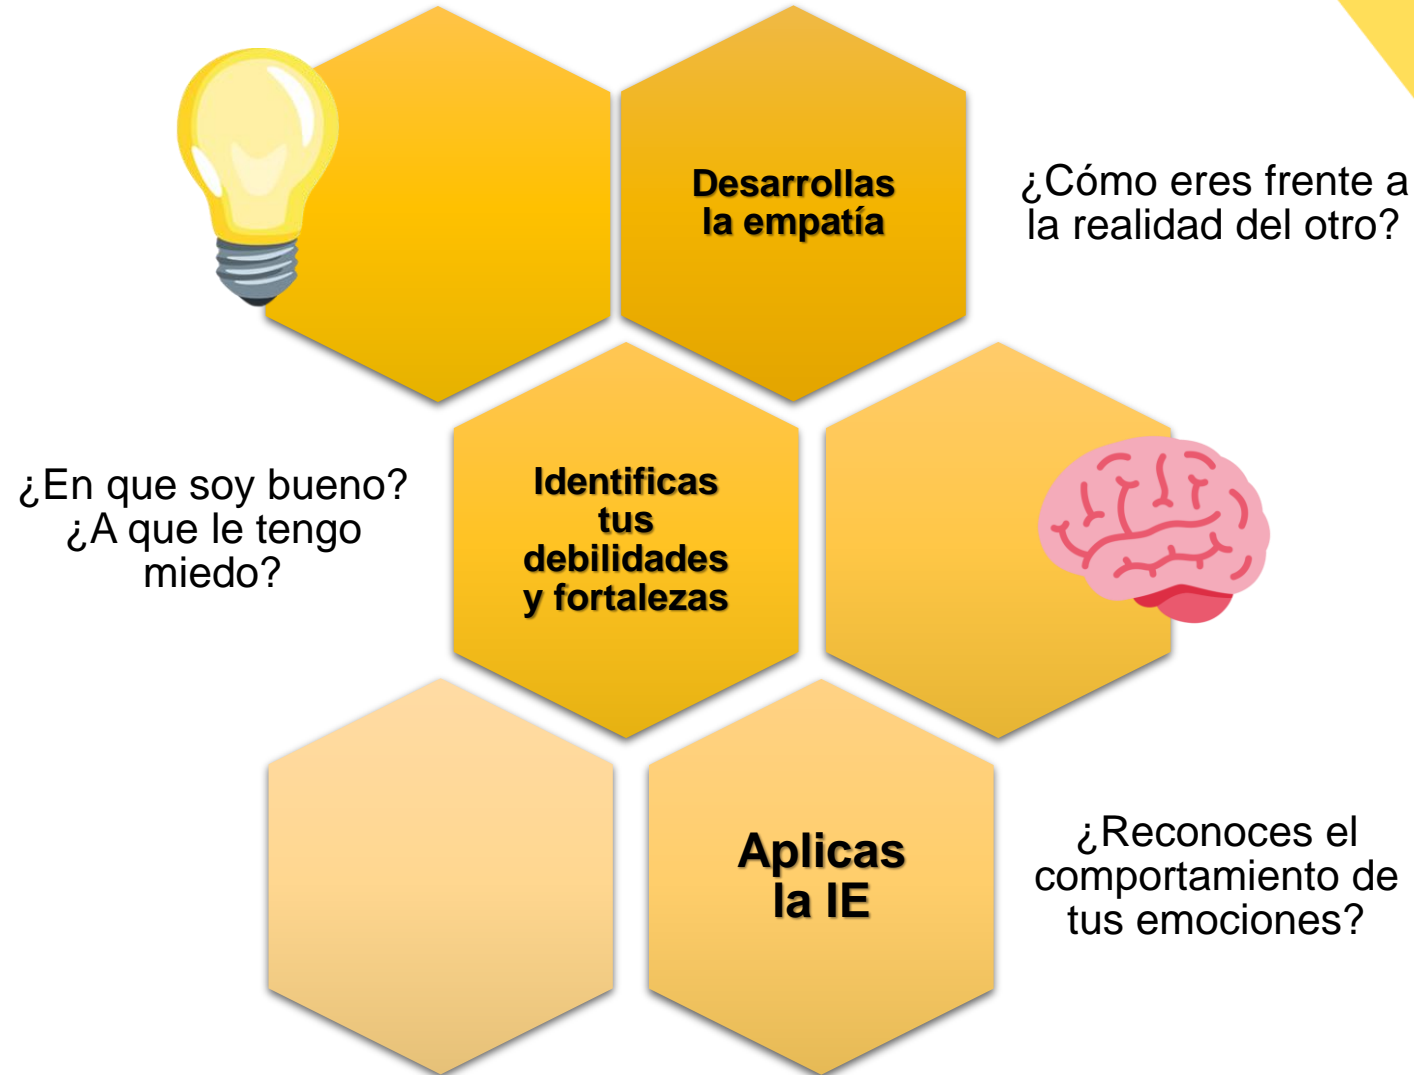 Desarrollas
la empatía
¿Cómo eres frente a
la realidad del otro?
¿En que soy bueno?
¿A que le tengo
miedo?
Identificas
tus
debilidades
y fortalezas
Aplicas
la IE
¿Reconoces el
comportamiento de
tus emociones?